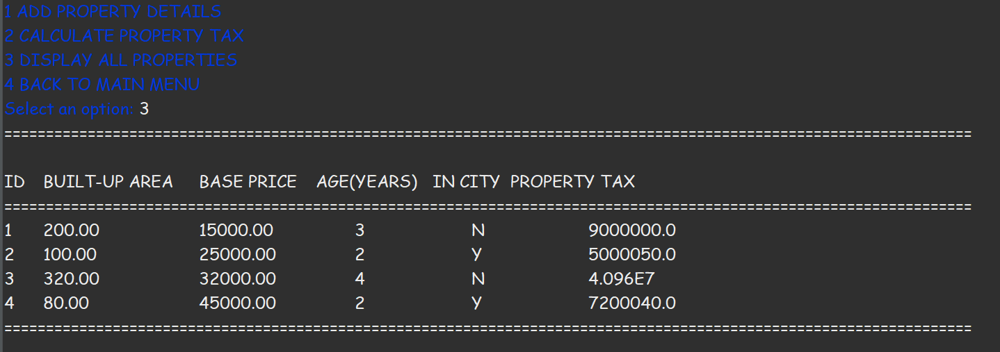 1 ADD PROPERTY DETAILS
2 CALCULATE PROPERTY TAX
3 DISPLAY ALL PROPERTIES
4 BACK TO MAIN MENU
Select an option: 3
====================================================================================================================
ID BUILT-UP AREA BASE PRICE AGE(YEARS) IN CITY PROPERTY TAX
====================================================================================================================
1 200.00 15000.00 3 N 9000000.0
2 100.00 25000.00 2 Y 5000050.0
3 320.00 32000.00 4 N 4.096E7
4 80.00 45000.00 2 Y 7200040.0
====================================================================================================================